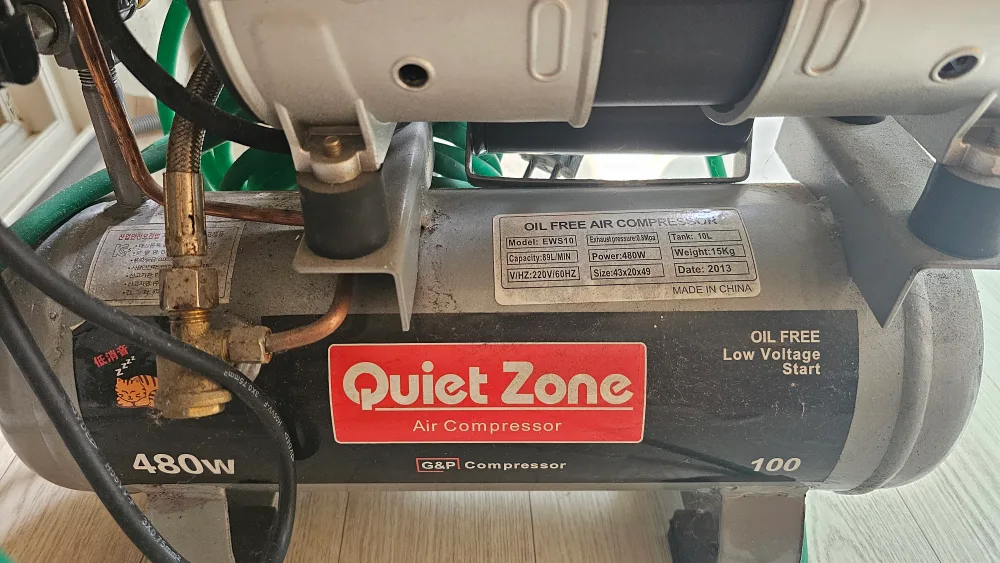 OIL FREE AIR COMPRESSOR
Model: EWS10 Exhaust pressure:0.8Mpa Tank: 10L
Capacity:89L/MIN Power:480W Weight:15Kg
V/HZ:220V/60HZ Size:43x20x49 Date: 2013
MADE IN CHINA
低消音
zzzz
OIL FREE
Low Voltage
Start
Quiet Zone
Air Compressor
480W
G&P Compressor
100